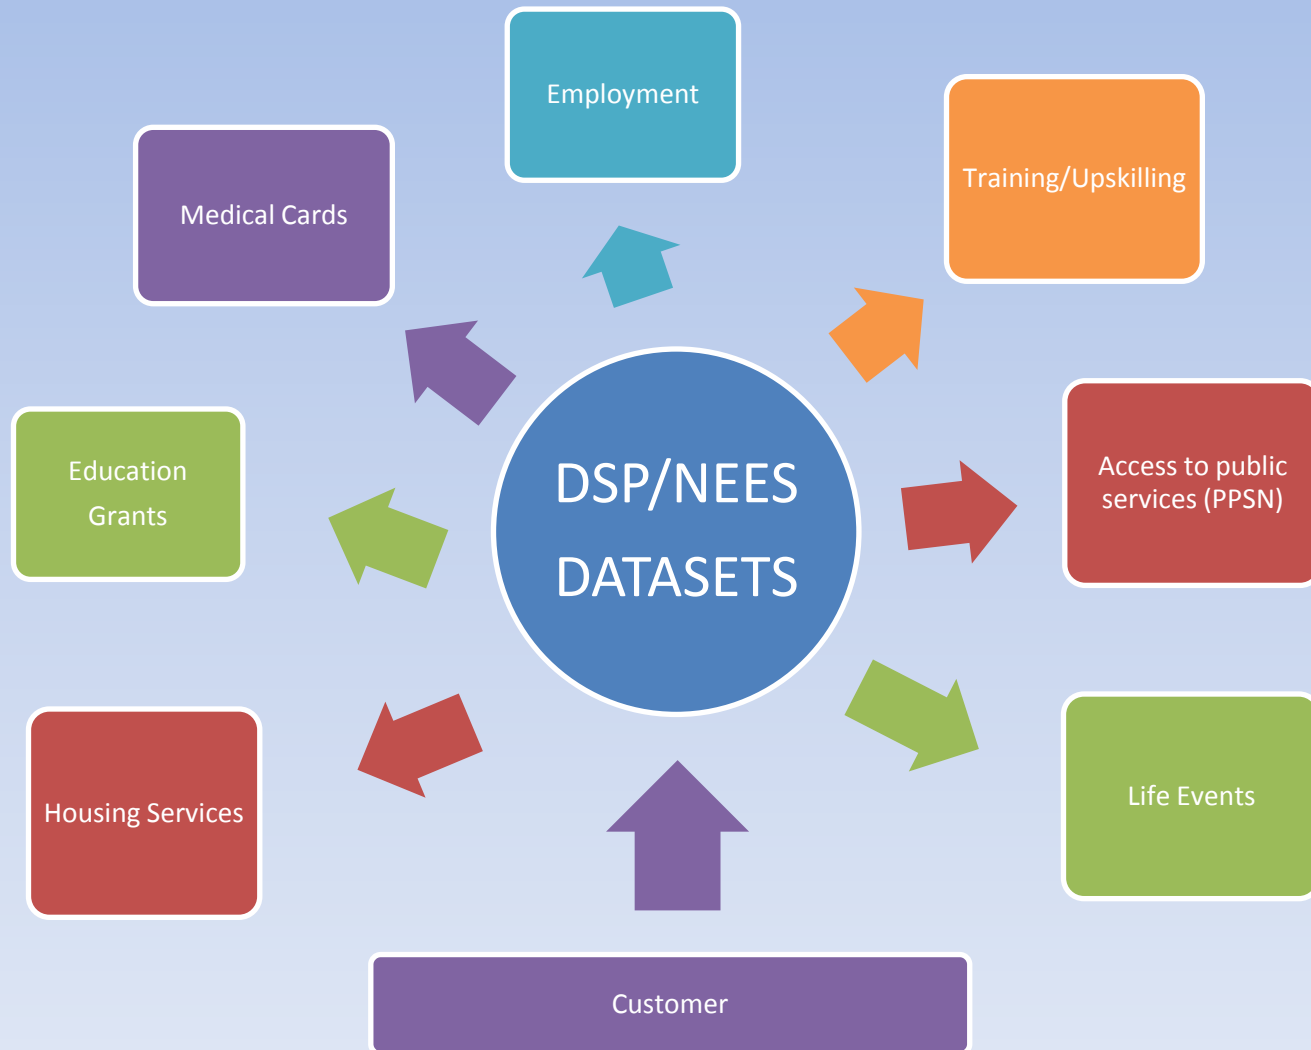 Employment
Training/Upskilling
Medical Cards
Access to public
services (PPSN)
Education
Grants
DSP/NEES
DATASETS
Housing Services
Life Events
Customer